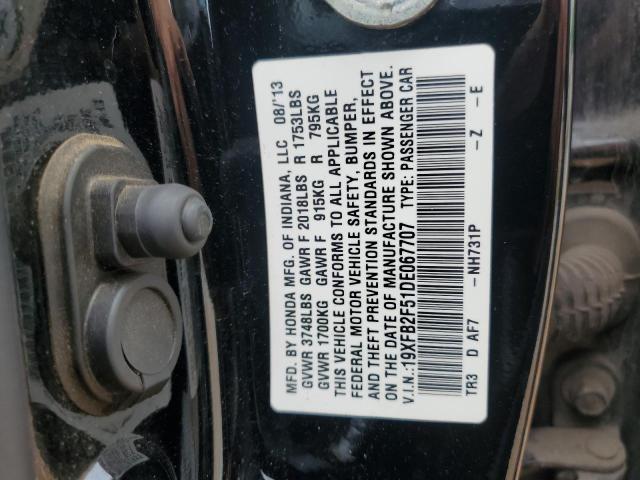 MFD. BY HONDA MFG. OF INDIANA, LLC 08/'13
GVWR 3748LBS GAWR F 2018LBS R 1753LBS
GVWR 1700KG GAWR F 915KG R 795KG
THIS VEHICLE CONFORMS TO ALL APPLICABLE
FEDERAL MOTOR VEHICLE SAFETY, BUMPER,
AND THEFT PREVENTION STANDARDS IN EFFECT
ON THE DATE OF MANUFACTURE SHOWN ABOVE.
V.I.N.:19XFB2F51DE067707 TYPE: PASSENGER CAR
TR3 D AF7 -NH731P -Z -E